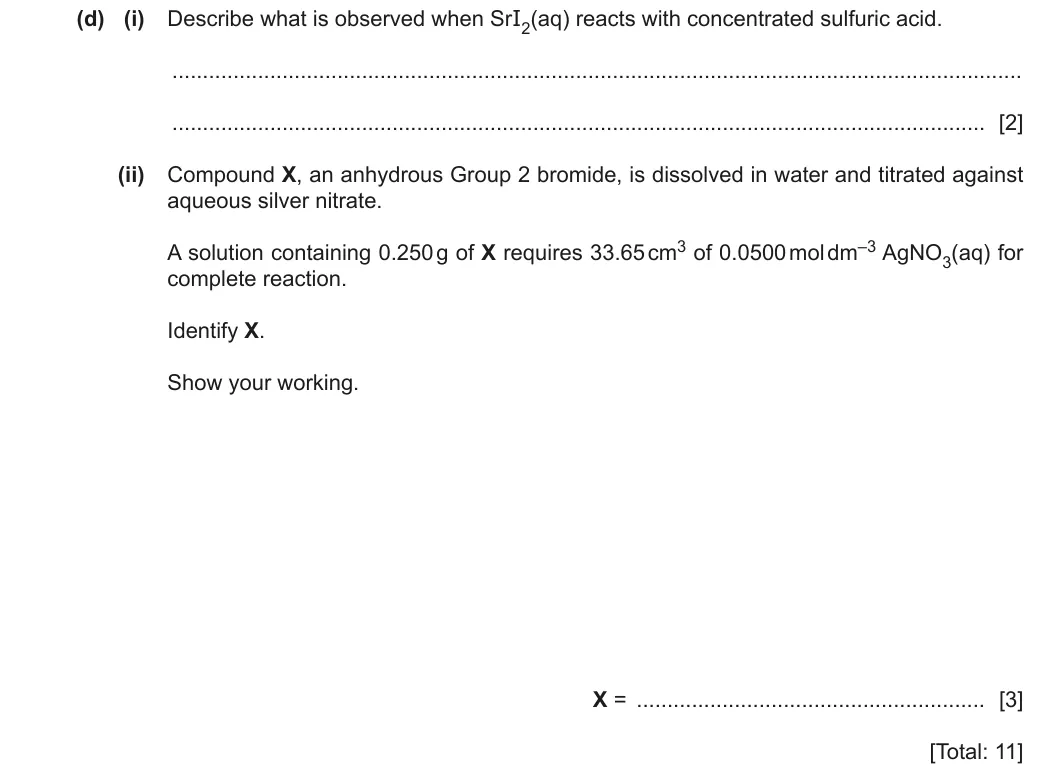 (d) (i) Describe what is observed when SrI₂(aq) reacts with concentrated sulfuric acid.
...........................................................................................................................................
....................................................................................................................................... [2]
(ii) Compound X, an anhydrous Group 2 bromide, is dissolved in water and titrated against
aqueous silver nitrate.
A solution containing 0.250 g of X requires 33.65 cm³ of 0.0500 mol dm⁻³ AgNO₃(aq) for
complete reaction.
Identify X.
Show your working.
X = ......................................................... [3]
[Total: 11]